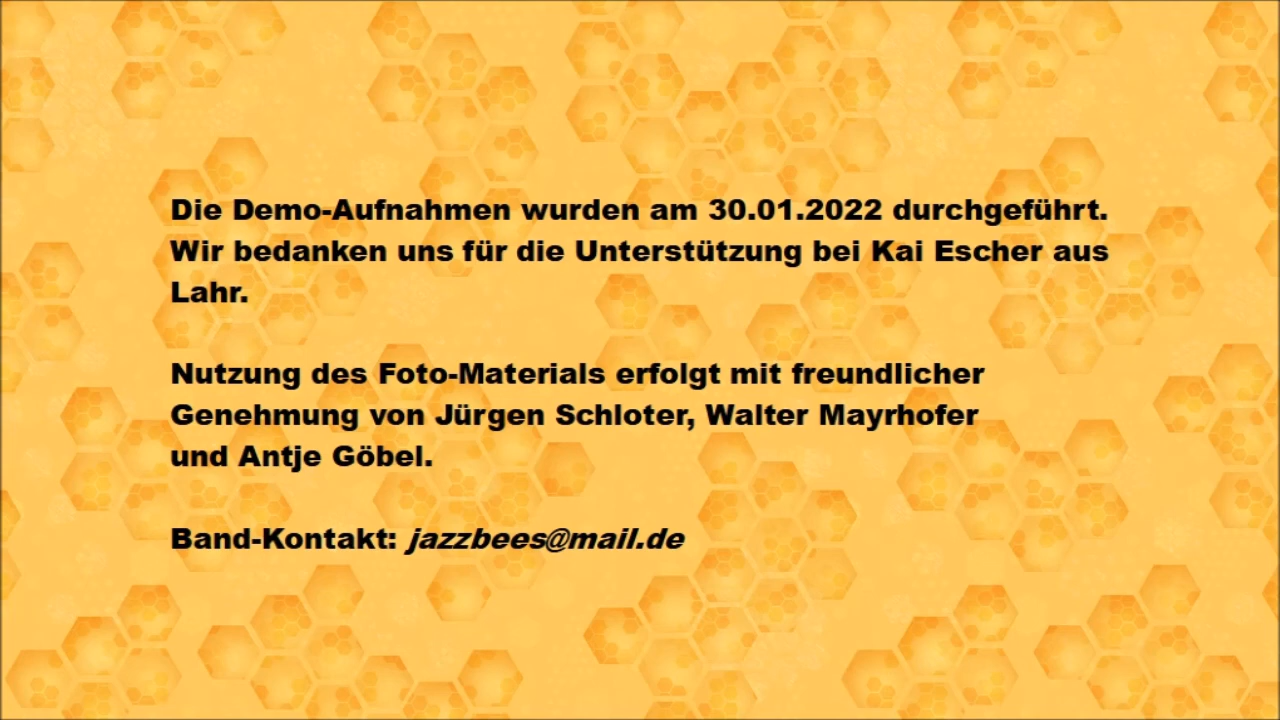 Die Demo-Aufnahmen wurden am 30.01.2022 durchgeführt.
Wir bedanken uns für die Unterstützung bei Kai Escher aus
Lahr.
Nutzung des Foto-Materials erfolgt mit freundlicher
Genehmung von Jürgen Schloter, Walter Mayrhofer
und Antje Göbel.
Band-Kontakt: jazzbees@mail.de